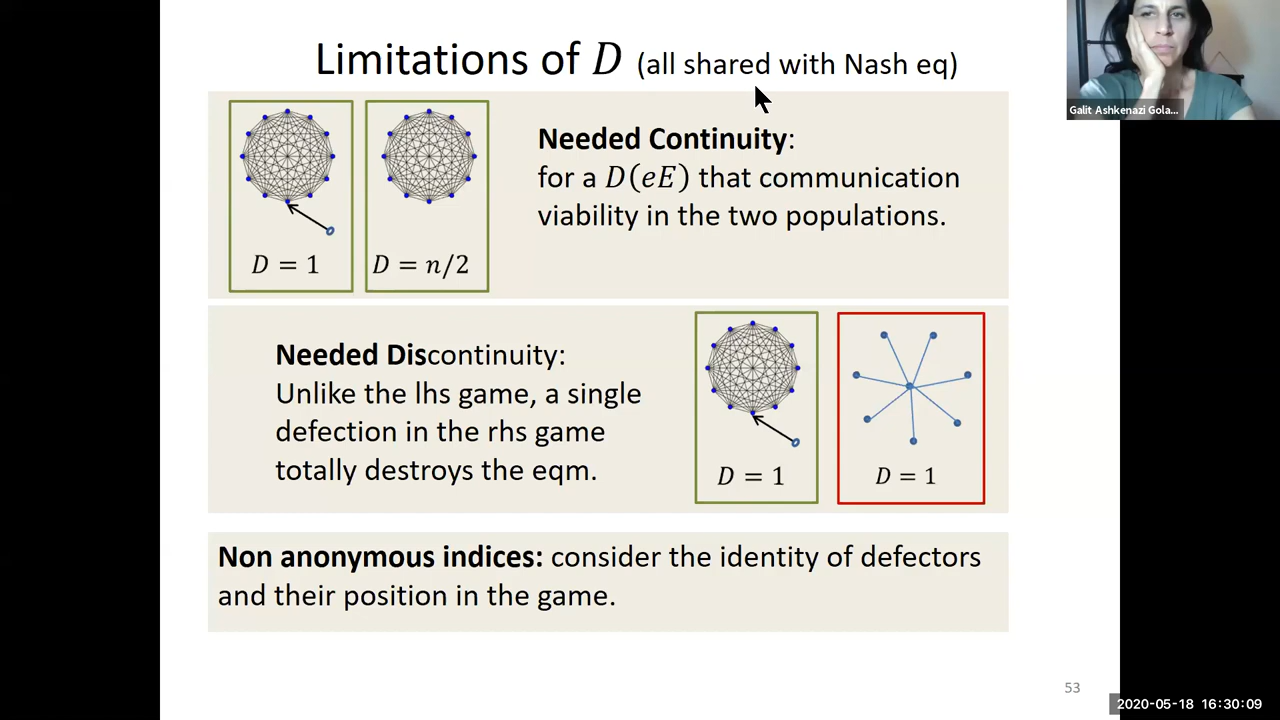 Limitations of D (all shared with Nash eq)
Galit Ashkenazi Gola...
Needed Continuity:
for a D(eE) that communication
viability in the two populations.
D = 1
D = n/2
Needed Discontinuity:
Unlike the lhs game, a single
defection in the rhs game
totally destroys the eqm.
D = 1
D = 1
Non anonymous indices: consider the identity of defectors
and their position in the game.
53
2020-05-18 16:30:09